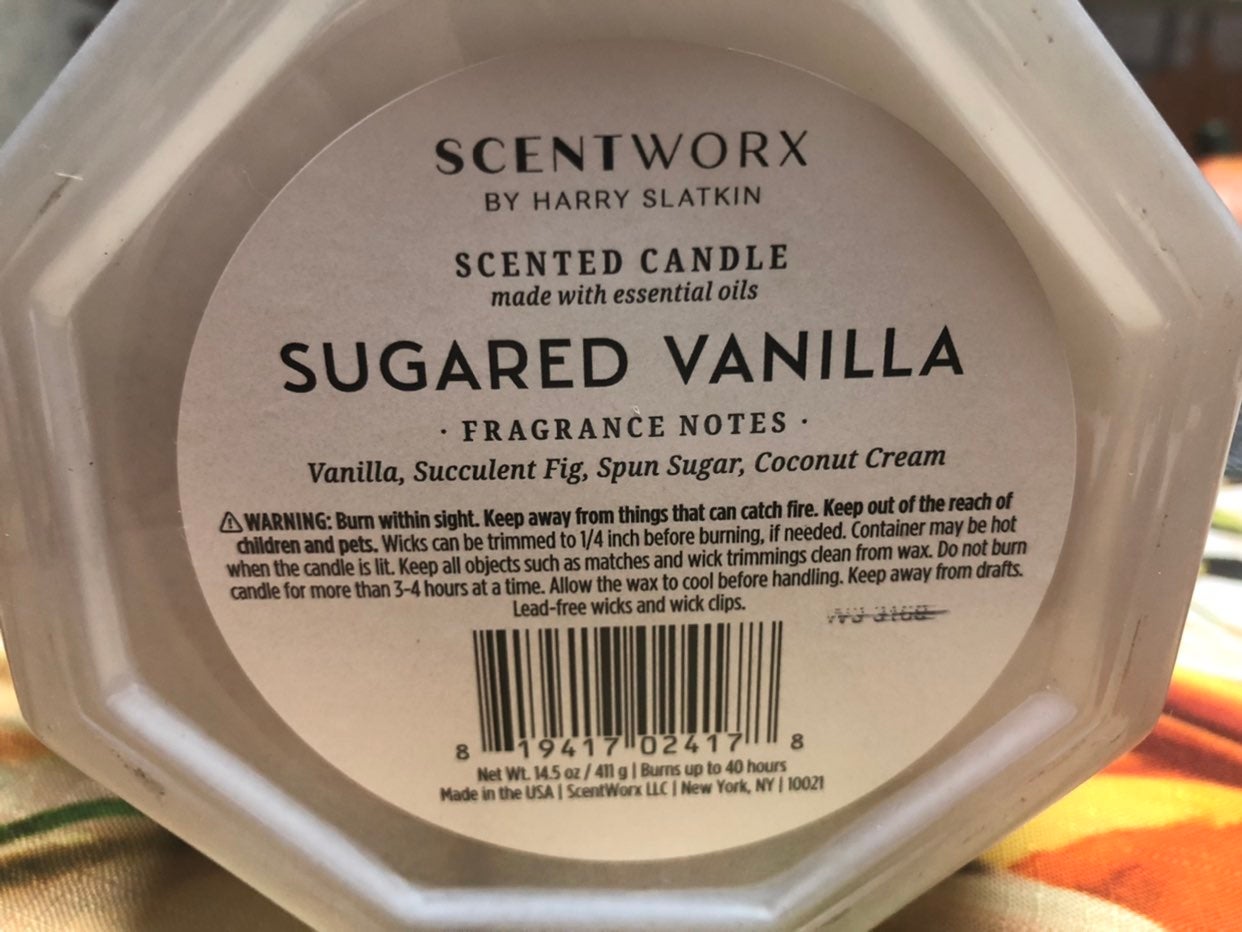 SCENTWORX
BY HARRY SLATKIN
SCENTED CANDLE
made with essential oils
SUGARED VANILLA
· FRAGRANCE NOTES ·
Vanilla, Succulent Fig, Spun Sugar, Coconut Cream
⚠ WARNING: Burn within sight. Keep away from things that can catch fire. Keep out of the reach of
children and pets. Wicks can be trimmed to 1/4 inch before burning, if needed. Container may be hot
when the candle is lit. Keep all objects such as matches and wick trimmings clean from wax. Do not burn
candle for more than 3-4 hours at a time. Allow the wax to cool before handling. Keep away from drafts.
Lead-free wicks and wick clips.
8 19417 02417 8
Net Wt. 14.5 oz / 411 g | Burns up to 40 hours
Made in the USA | ScentWorx LLC | New York, NY | 10021